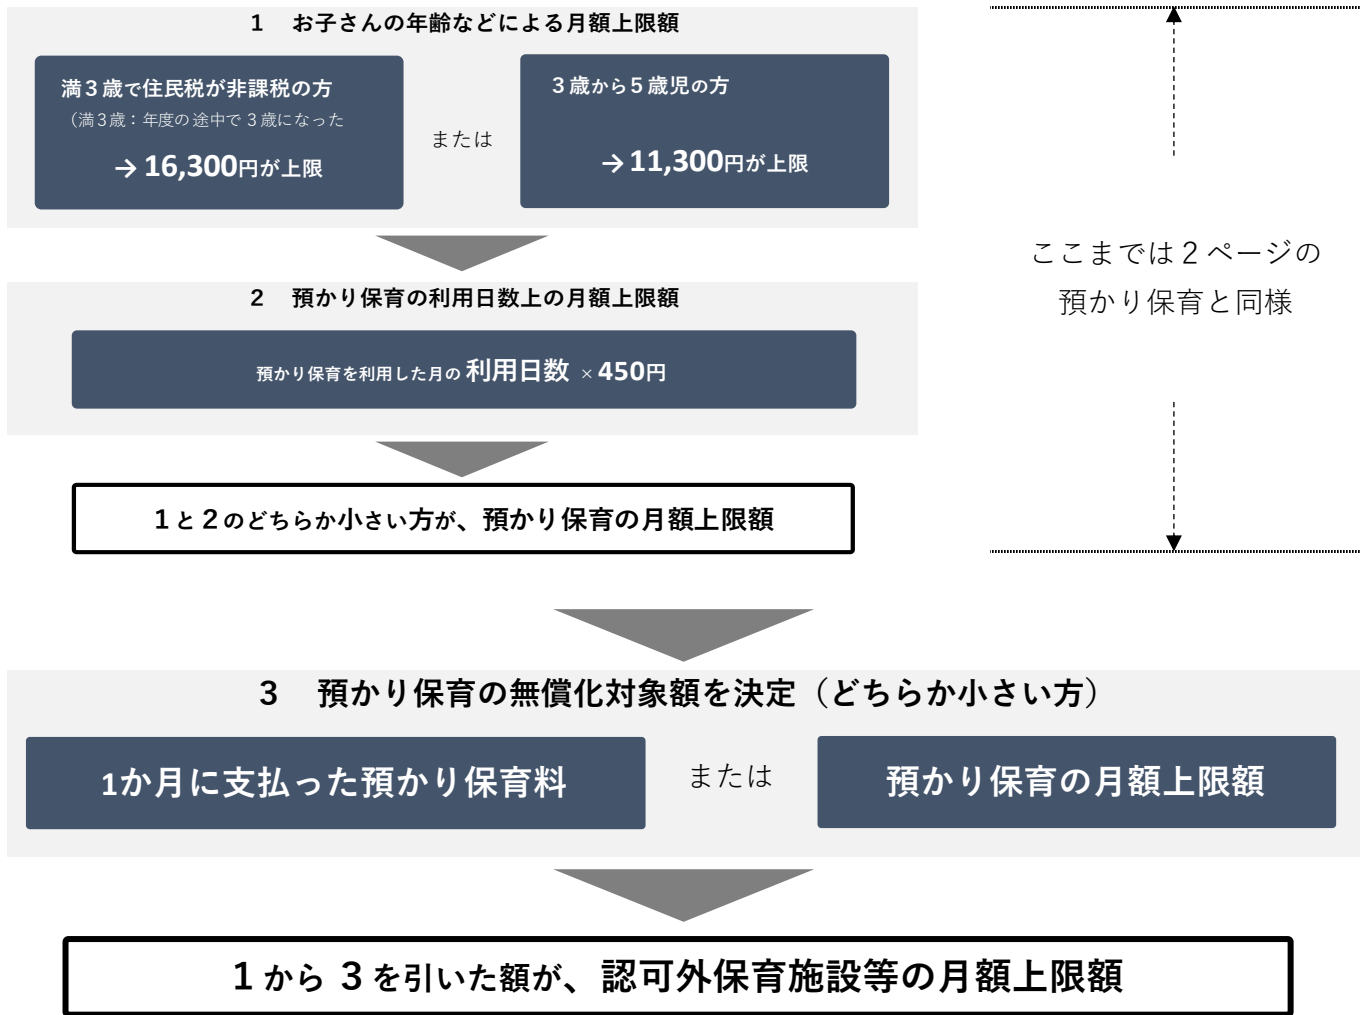 １　お子さんの年齢などによる月額上限額
満３歳で住民税が非課税の方
（満３歳：年度の途中で３歳になった
→ 16,300円が上限
または
３歳から５歳児の方
→ 11,300円が上限
２　預かり保育の利用日数上の月額上限額
預かり保育を利用した月の 利用日数 × 450円
１と２のどちらか小さい方が、預かり保育の月額上限額
ここまでは２ページの
預かり保育と同様
３　預かり保育の無償化対象額を決定（どちらか小さい方）
1か月に支払った預かり保育料
または
預かり保育の月額上限額
１から ３を引いた額が、認可外保育施設等の月額上限額